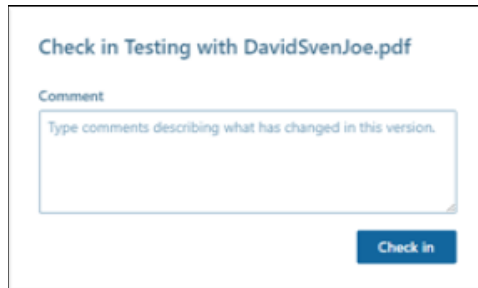 Check in Testing with DavidSvenJoe.pdf
Comment
Type comments describing what has changed in this version.
Check in